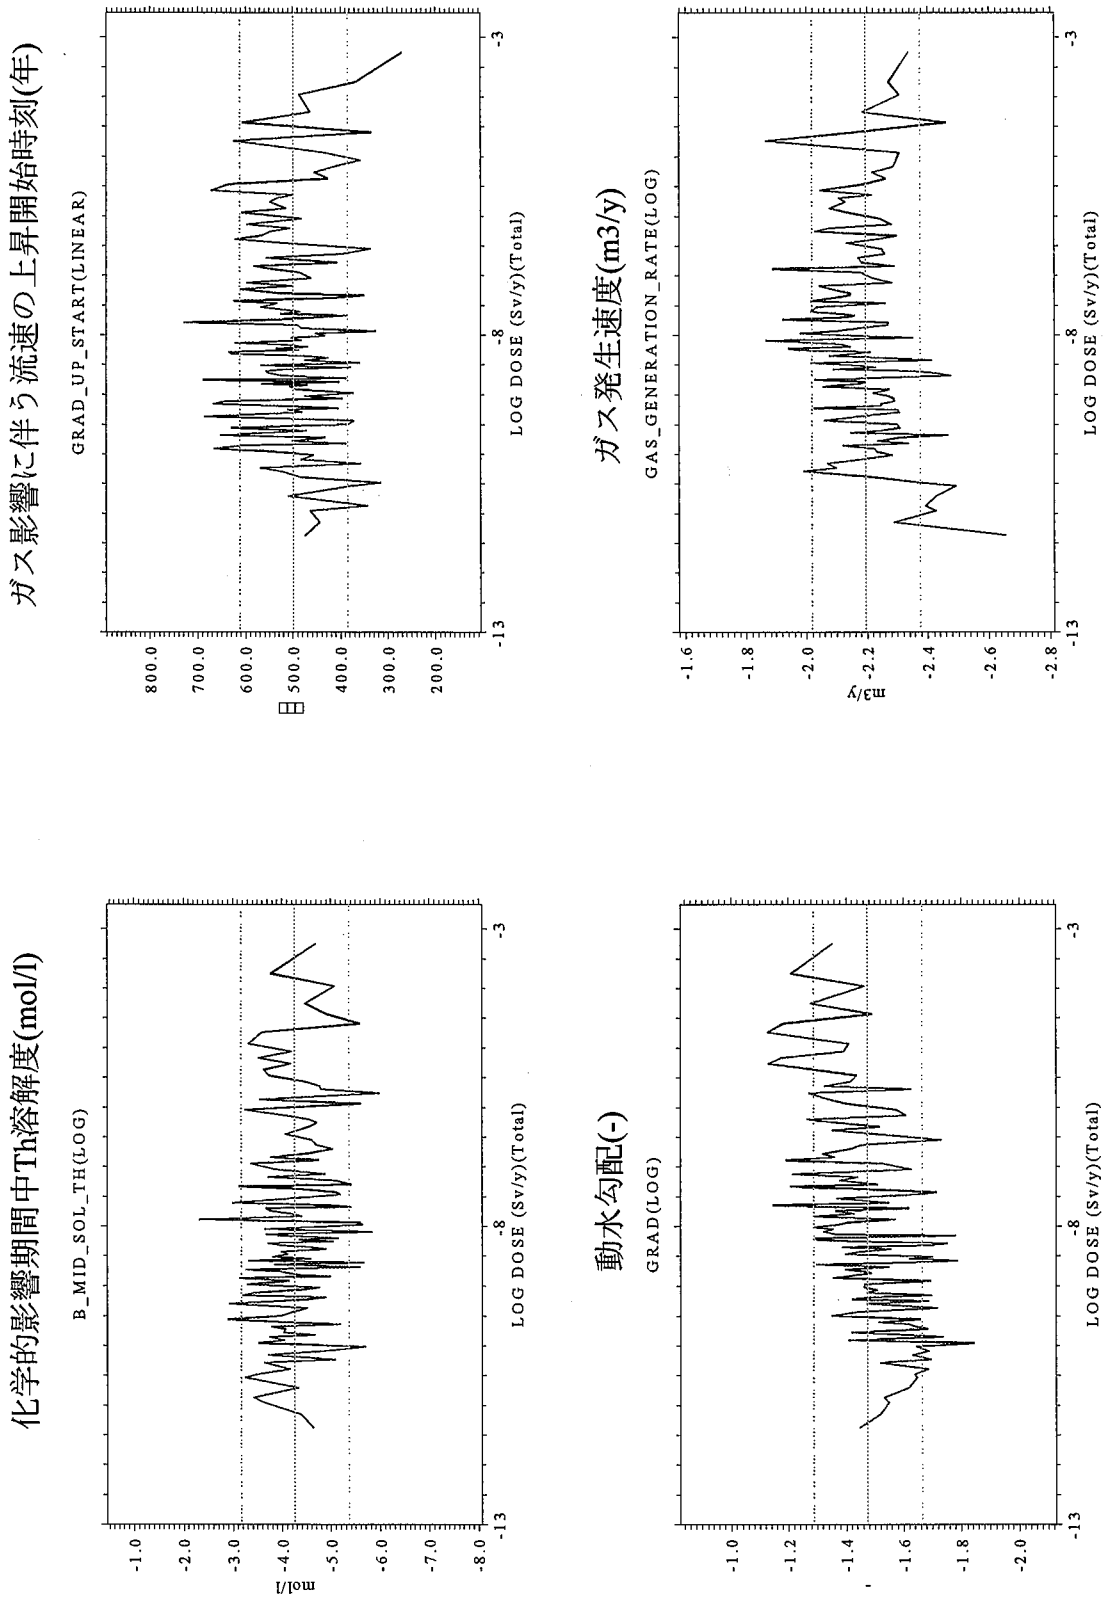 化学的影響期間中Th溶解度(mol/l)
B_MID_SOL_TH(LOG)
-1.0
-2.0
-3.0
-4.0
-5.0
-6.0
-7.0
-8.0
mol/l
-13
-8
-3
LOG DOSE (Sv/y)(Total)
ガス影響に伴う流速の上昇開始時刻(年)
GRAD_UP_START(LINEAR)
800.0
700.0
600.0
500.0
400.0
300.0
200.0
-13
-8
-3
LOG DOSE (Sv/y)(Total)
動水勾配(-)
GRAD(LOG)
-1.0
-1.2
-1.4
-1.6
-1.8
-2.0
-
-13
-8
-3
LOG DOSE (Sv/y)(Total)
ガス発生速度(m3/y)
GAS_GENERATION_RATE(LOG)
-1.6
-1.8
-2.0
-2.2
-2.4
-2.6
-2.8
m3/y
-13
-8
-3
LOG DOSE (Sv/y)(Total)